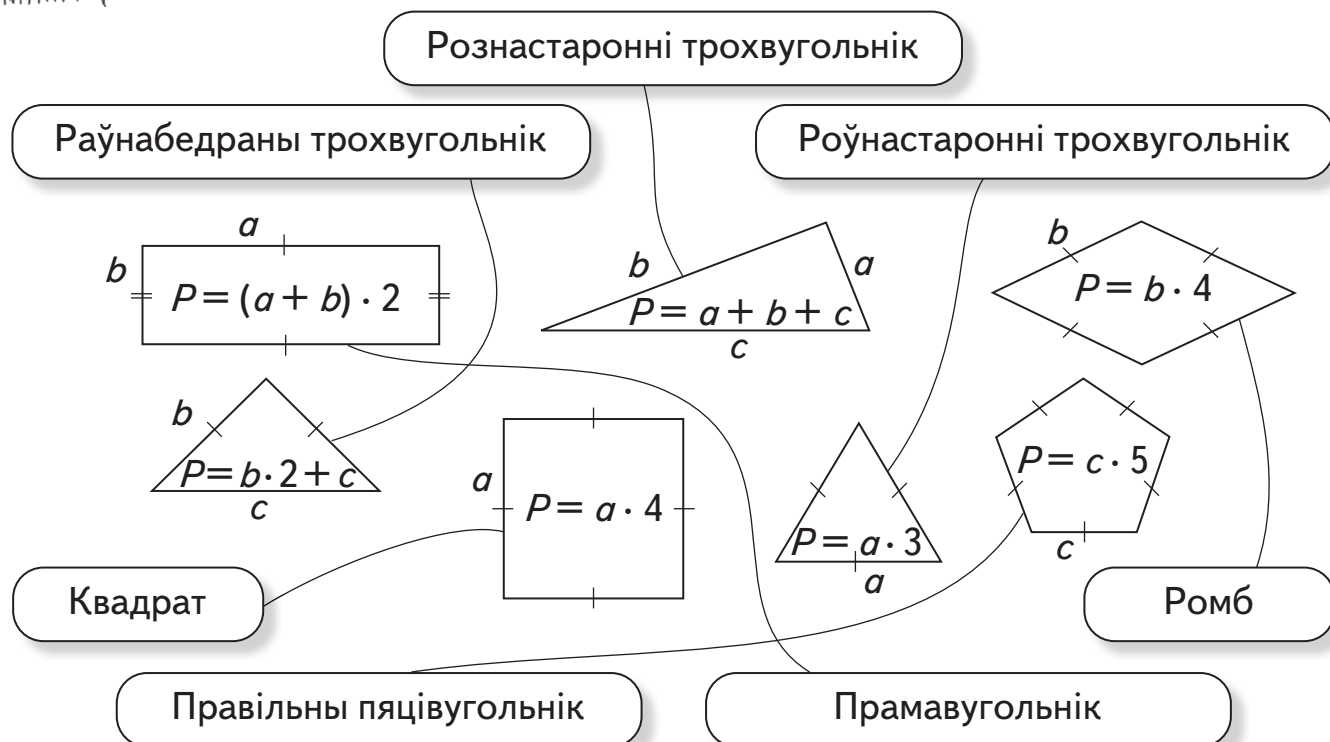 Рознастаронні трохвугольнік
Раўнабедраны трохвугольнік
Роўнастаронні трохвугольнік
a
b
P = (a + b) · 2
b
a
P = a + b + c
c
b
P = b · 4
b
P = b · 2 + c
c
a
P = a · 4
P = a · 3
a
P = c · 5
c
Квадрат
Ромб
Правільны пяцівугольнік
Прамавугольнік